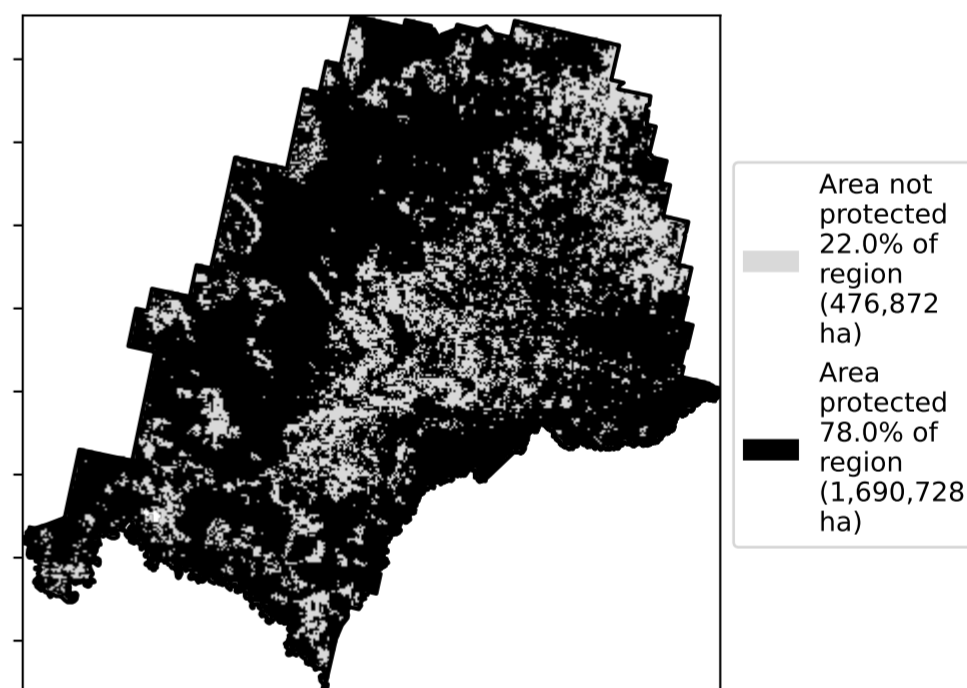 Area not
protected
22.0% of
region
(476,872
ha)
Area
protected
78.0% of
region
(1,690,728
ha)